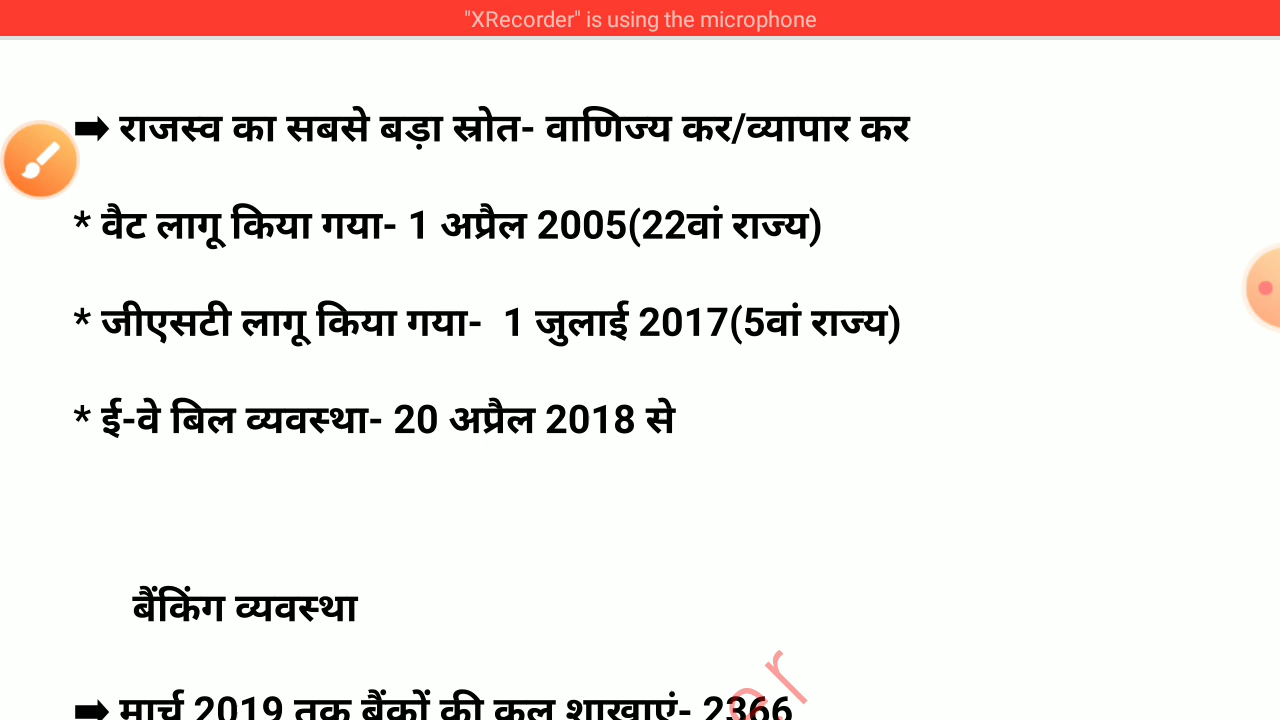 "XRecorder" is using the microphone
➡ राजस्व का सबसे बड़ा स्रोत- वाणिज्य कर/व्यापार कर
* वैट लागू किया गया- 1 अप्रैल 2005(22वां राज्य)
* जीएसटी लागू किया गया- 1 जुलाई 2017(5वां राज्य)
* ई-वे बिल व्यवस्था- 20 अप्रैल 2018 से
बैंकिंग व्यवस्था
➡ मार्च 2019 तक बैंकों की कुल शाखाएं- 2366